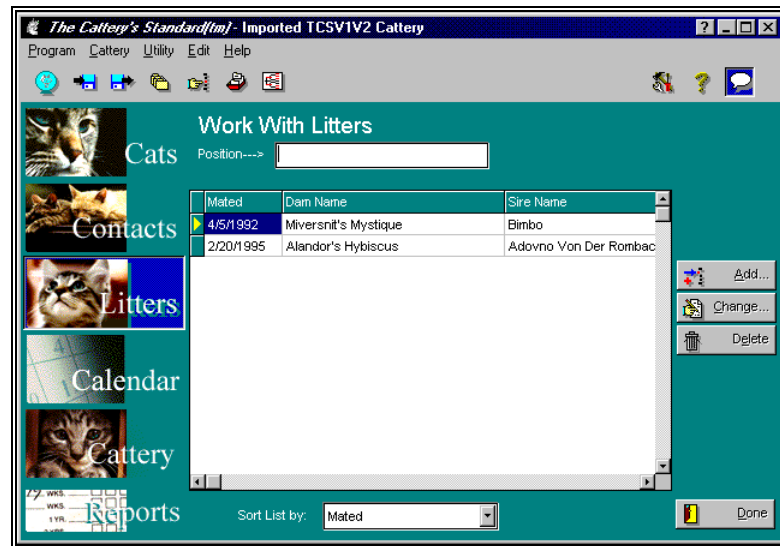 The Cattery's Standard(tm) - Imported TCSV1V2 Cattery
Program Cattery Utility Edit Help
Cats
Contacts
Litters
Calendar
Cattery
Reports
Work With Litters
Position--->
Mated Dam Name Sire Name
4/5/1992 Miversnit's Mystique Bimbo
2/20/1995 Alandor's Hybiscus Adovno Von Der Rombac
Add...
Change...
Delete
Sort List by: Mated
Done